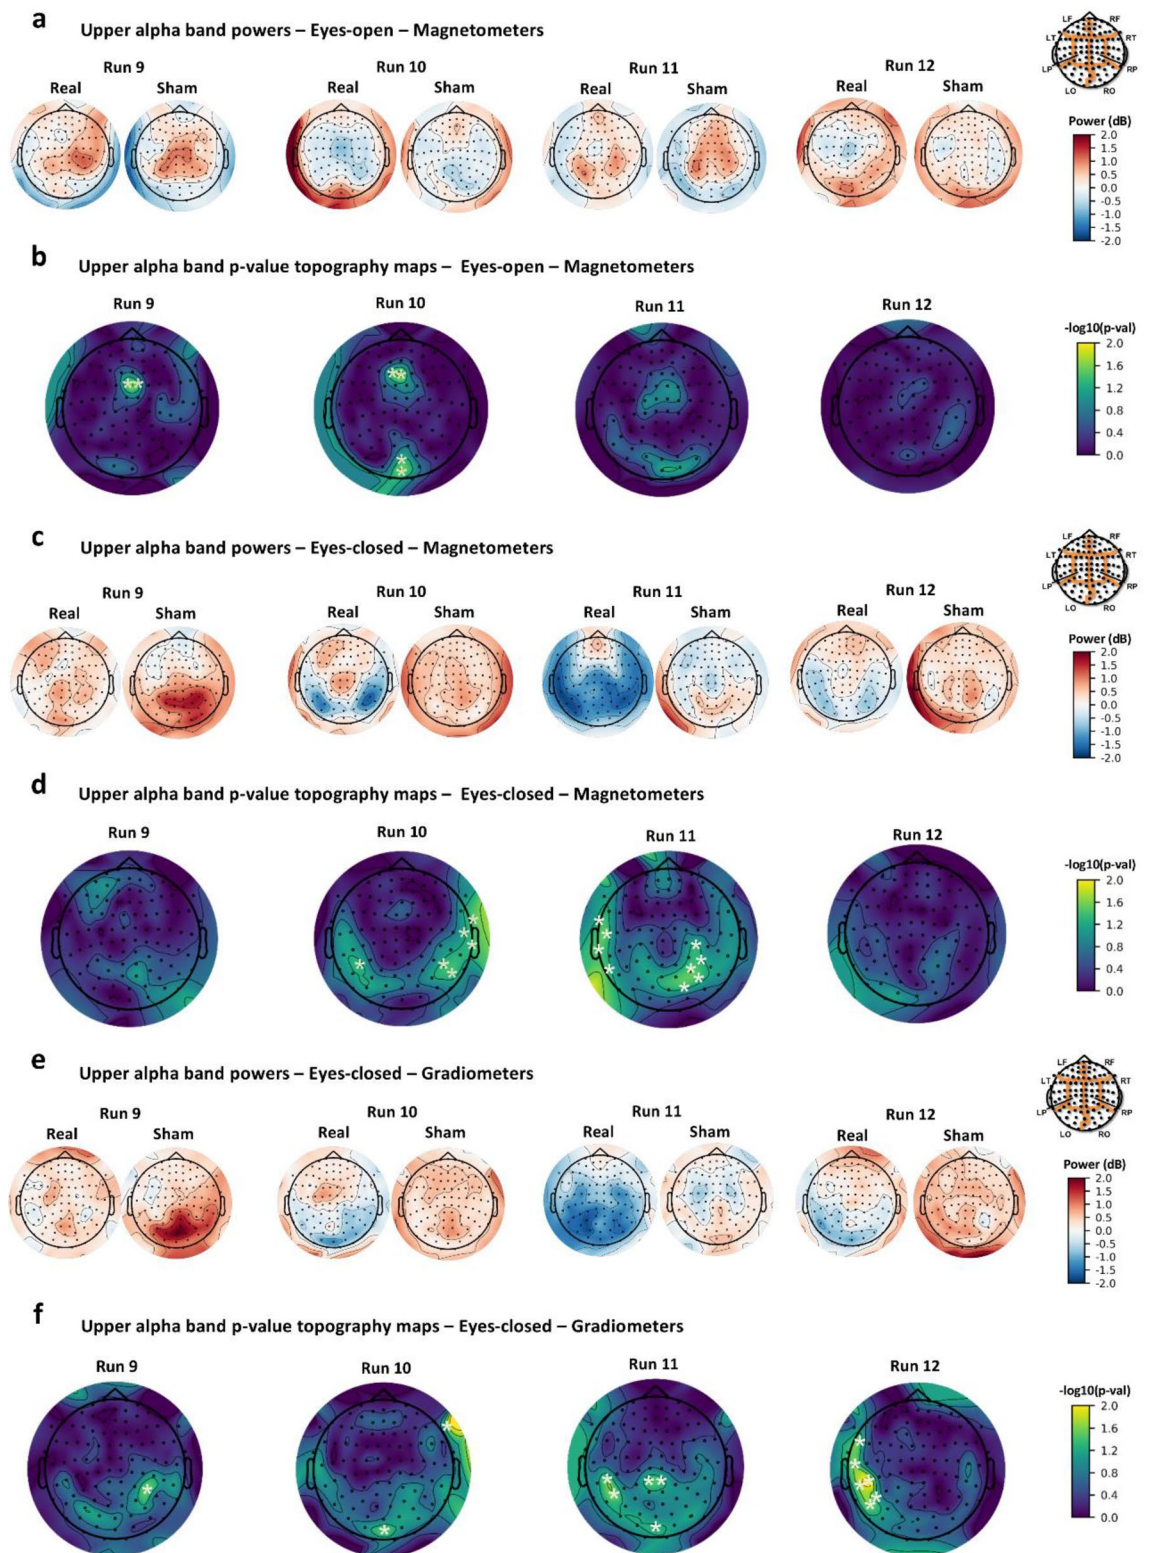 a
Upper alpha band powers – Eyes-open – Magnetometers
Run 9 Run 10 Run 11 Run 12
Real Sham Real Sham Real Sham Real Sham
LF RF
LT RT
LP RP
LO RO
Power (dB)
2.0
1.5
1.0
0.5
0.0
-0.5
-1.0
-1.5
-2.0
b
Upper alpha band p-value topography maps – Eyes-open – Magnetometers
Run 9 Run 10 Run 11 Run 12
** ** * *
-log10(p-val)
2.0
1.6
1.2
0.8
0.4
0.0
c
Upper alpha band powers – Eyes-closed – Magnetometers
Run 9 Run 10 Run 11 Run 12
Real Sham Real Sham Real Sham Real Sham
LF RF
LT RT
LP RP
LO RO
Power (dB)
2.0
1.5
1.0
0.5
0.0
-0.5
-1.0
-1.5
-2.0
d
Upper alpha band p-value topography maps – Eyes-closed – Magnetometers
Run 9 Run 10 Run 11 Run 12
-log10(p-val)
2.0
1.6
1.2
0.8
0.4
0.0
e
Upper alpha band powers – Eyes-closed – Gradiometers
Run 9 Run 10 Run 11 Run 12
Real Sham Real Sham Real Sham Real Sham
LF RF
LT RT
LP RP
LO RO
Power (dB)
2.0
1.5
1.0
0.5
0.0
-0.5
-1.0
-1.5
-2.0
f
Upper alpha band p-value topography maps – Eyes-closed – Gradiometers
Run 9 Run 10 Run 11 Run 12
-log10(p-val)
2.0
1.6
1.2
0.8
0.4
0.0